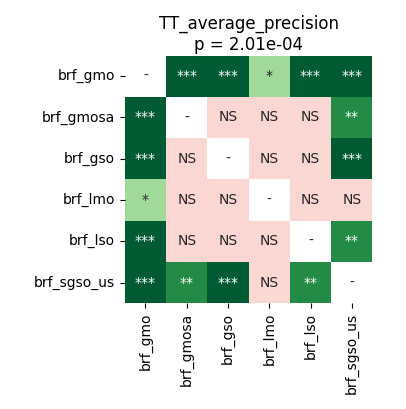 TT_average_precision
p = 2.01e-04
brf_gmo - *** *** * *** ***
brf_gmosa *** - NS NS NS **
brf_gso *** NS - NS NS ***
brf_lmo * NS NS - NS NS
brf_lso *** NS NS NS - **
brf_sgso_us *** ** *** NS ** -
brf_gmo brf_gmosa brf_gso brf_lmo brf_lso brf_sgso_us